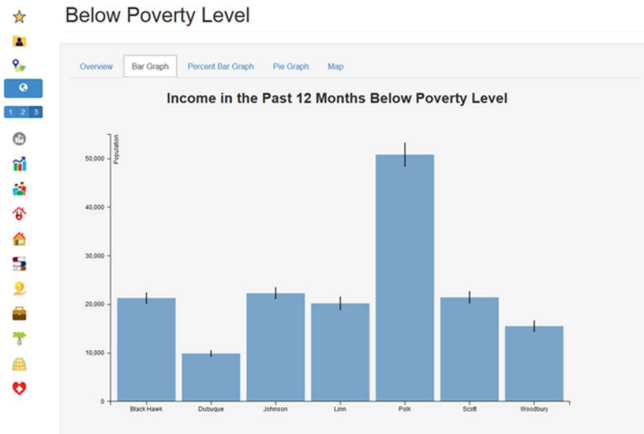 Below Poverty Level
Overview Bar Graph Percent Bar Graph Pie Graph Map
Income in the Past 12 Months Below Poverty Level
Population
50,000
40,000
30,000
20,000
10,000
0
Black Hawk Dubuque Johnson Linn Polk Scott Woodbury
1 2 3